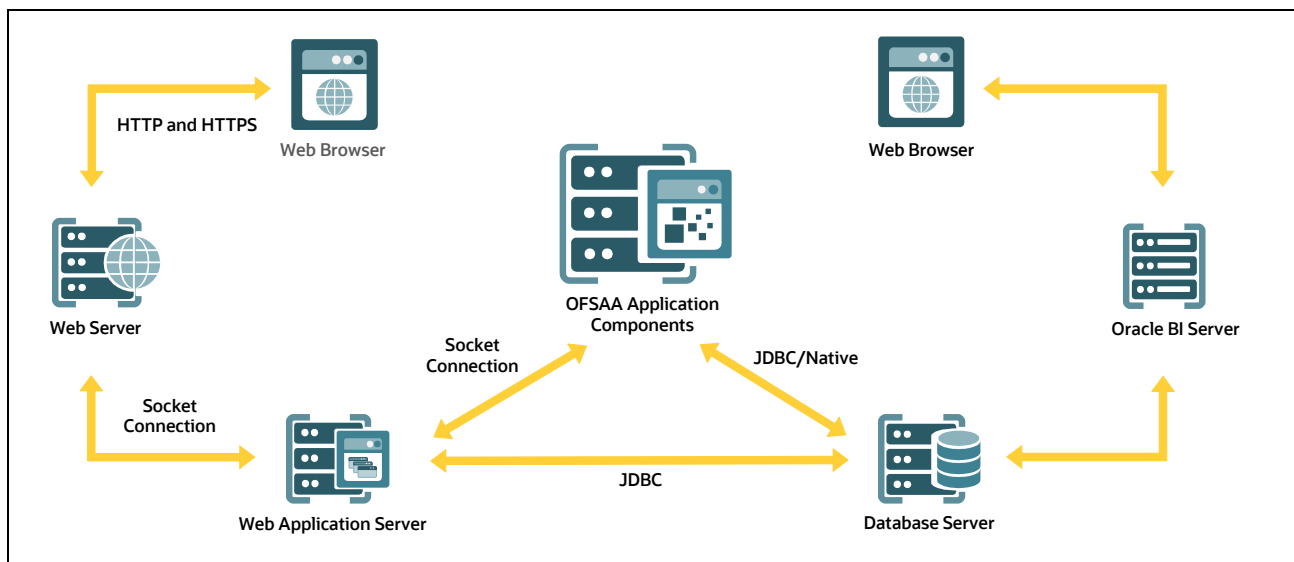 HTTP and HTTPS
Web Browser
Web Browser
OFSAA Application
Components
Web Server
Oracle BI Server
Socket
Connection
JDBC/Native
Socket
Connection
JDBC
Web Application Server
Database Server